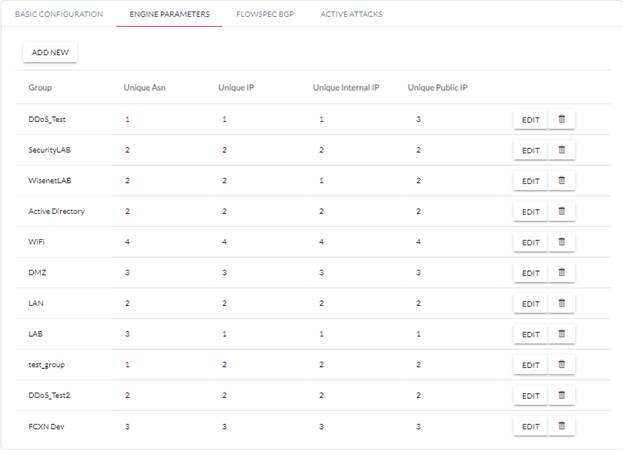 BASIC CONFIGURATION ENGINE PARAMETERS FLOWSPEC BGP ACTIVE ATTACKS
ADD NEW
Group Unique Asn Unique IP Unique Internal IP Unique Public IP
DDoS_Test 1 1 1 3 EDIT
SecurityLAB 2 2 2 2 EDIT
WisenetLAB 2 2 1 2 EDIT
Active Directory 2 2 2 2 EDIT
WiFi 4 4 4 4 EDIT
DMZ 3 3 3 3 EDIT
LAN 2 2 2 2 EDIT
LAB 3 1 1 1 EDIT
test_group 1 2 2 2 EDIT
DDoS_Test2 2 2 2 2 EDIT
FCXN Dev 3 3 3 3 EDIT